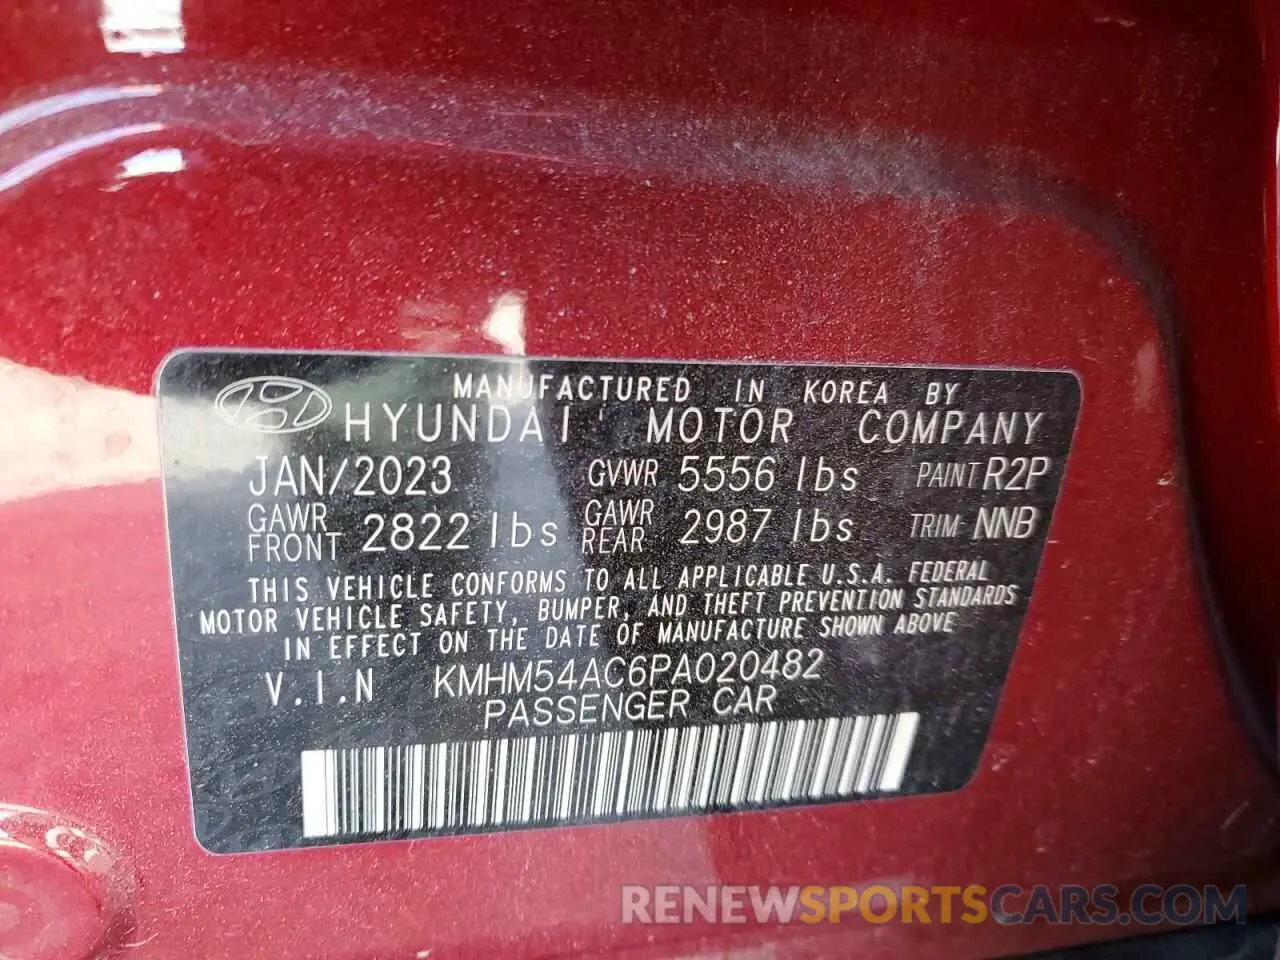 MANUFACTURED IN KOREA BY
HYUNDAI MOTOR COMPANY
JAN/2023 GVWR 5556 lbs PAINT R2P
GAWR FRONT 2822 lbs GAWR REAR 2987 lbs TRIM NNB
THIS VEHICLE CONFORMS TO ALL APPLICABLE U.S.A. FEDERAL
MOTOR VEHICLE SAFETY, BUMPER, AND THEFT PREVENTION STANDARDS
IN EFFECT ON THE DATE OF MANUFACTURE SHOWN ABOVE
V.I.N KMHM54AC6PA020482
PASSENGER CAR
RENEWSPORTSCARS.COM